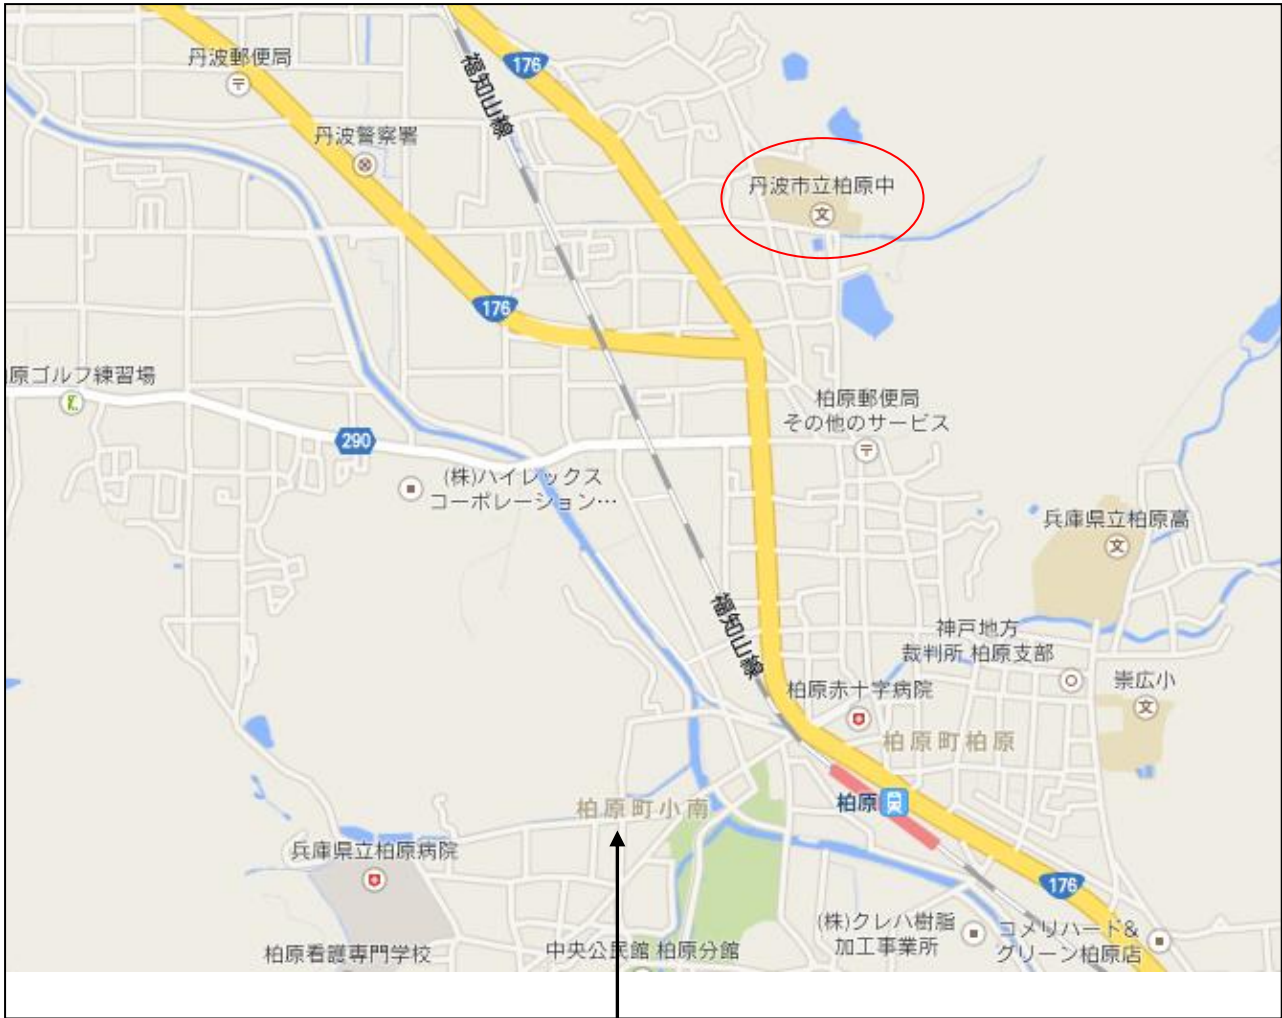 丹波郵便局
176
福知山線
丹波警察署
丹波市立柏原中
176
原ゴルフ練習場
柏原郵便局
その他のサービス
290
(株)ハイレックス
コーポレーション…
兵庫県立柏原高
福知山線
神戸地方
裁判所 柏原支部
崇広小
柏原赤十字病院
柏原町柏原
柏原
柏原町小南
兵庫県立柏原病院
176
(株)クレハ樹脂
加工事業所
コメリハード&
グリーン柏原店
柏原看護専門学校
中央公民館 柏原分館